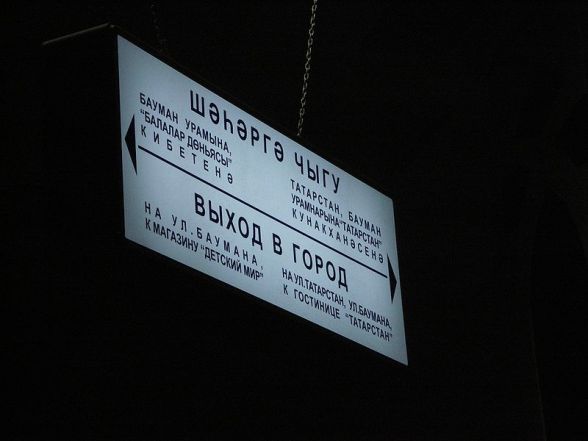 ШӘҺӘРГӘ ЧЫГУ
БАУМАН УРАМЫНА,
"БАЛАЛАР ДӨНЬЯСЫ"
КИБЕТЕНӘ
ТАТАРСТАН, БАУМАН
УРАМНАРЫНА "ТАТАРСТАН"
КУНАКХАНӘСЕНӘ
ВЫХОД В ГОРОД
НА УЛ. БАУМАНА,
К МАГАЗИНУ "ДЕТСКИЙ МИР"
НА УЛ.ТАТАРСТАН, УЛ.БАУМАНА,
К ГОСТИНИЦЕ "ТАТАРСТАН"